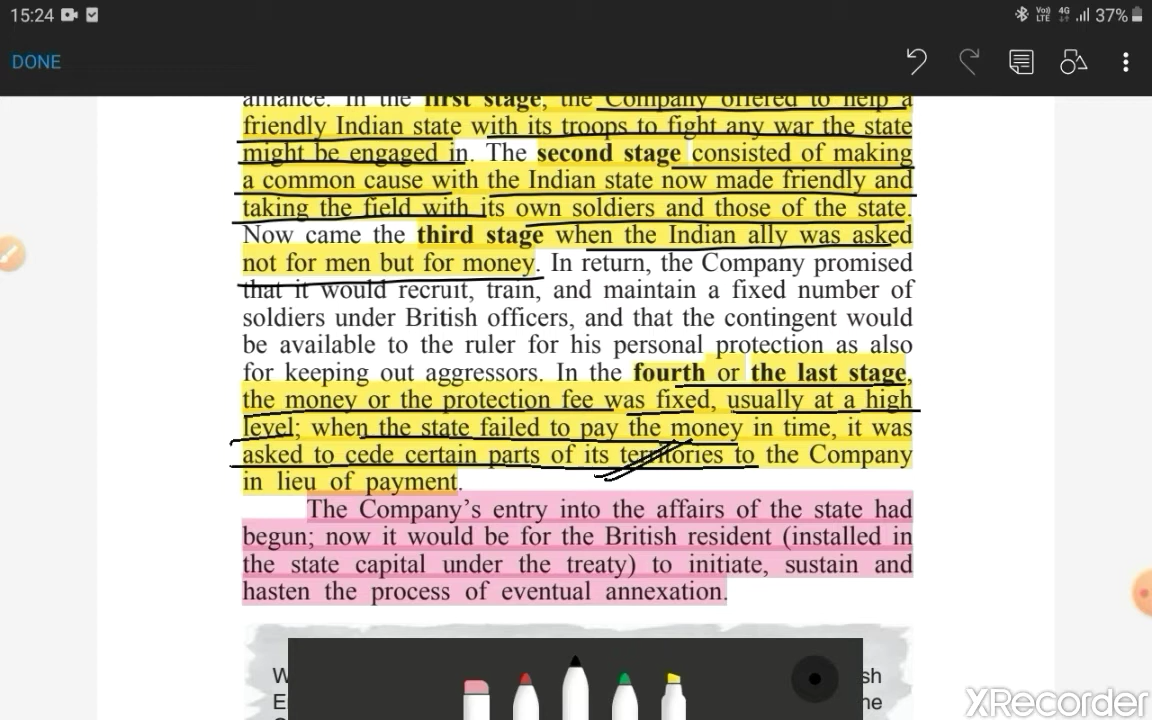 15:24 Vo) LTE 4G 37%
DONE
alliance. In the first stage, the Company offered to help a
friendly Indian state with its troops to fight any war the state
might be engaged in. The second stage consisted of making
a common cause with the Indian state now made friendly and
taking the field with its own soldiers and those of the state.
Now came the third stage when the Indian ally was asked
not for men but for money. In return, the Company promised
that it would recruit, train, and maintain a fixed number of
soldiers under British officers, and that the contingent would
be available to the ruler for his personal protection as also
for keeping out aggressors. In the fourth or the last stage,
the money or the protection fee was fixed, usually at a high
level; when the state failed to pay the money in time, it was
asked to cede certain parts of its territories to the Company
in lieu of payment.
The Company's entry into the affairs of the state had
begun; now it would be for the British resident (installed in
the state capital under the treaty) to initiate, sustain and
hasten the process of eventual annexation.
XRecorder